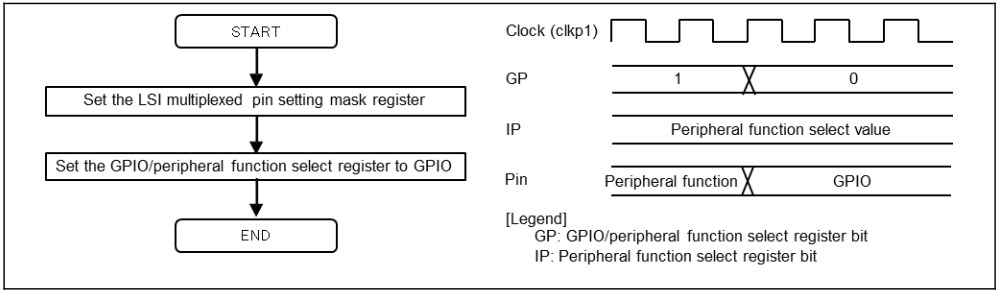 START
Set the LSI multiplexed pin setting mask register
Set the GPIO/peripheral function select register to GPIO
END
Clock (clkp1)
GP
1
0
IP
Peripheral function select value
Pin
Peripheral function
GPIO
[Legend]
GP: GPIO/peripheral function select register bit
IP: Peripheral function select register bit